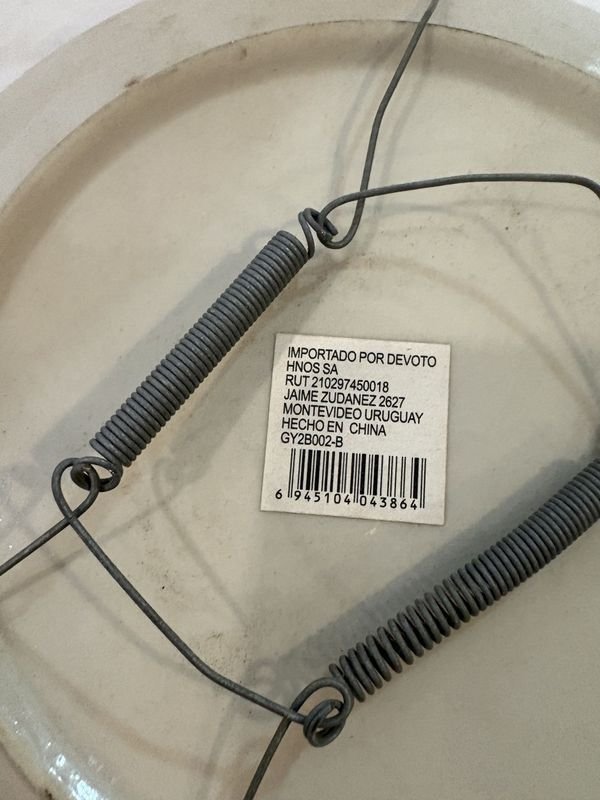 IMPORTADO POR DEVOTO
HNOS SA
RUT 210297450018
JAIME ZUDANEZ 2627
MONTEVIDEO URUGUAY
HECHO EN CHINA
GY2B002-B
6 945104 043864